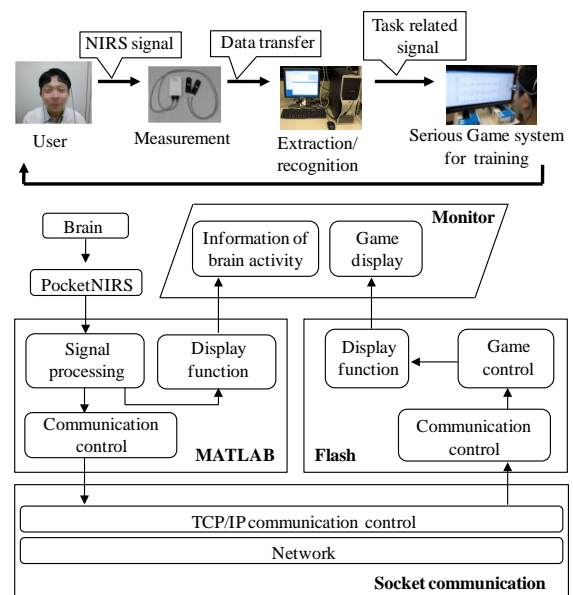 NIRS signal
Data transfer
Task related
signal
User
Measurement
Extraction/
recognition
Serious Game system
for training
Monitor
Brain
Information of
brain activity
Game
display
PocketNIRS
Signal
processing
Display
function
Display
function
Game
control
Communication
control
Communication
control
MATLAB
Flash
TCP/IP communication control
Network
Socket communication